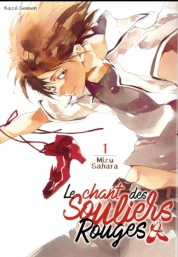 Kazé Seinen
1
Mizu
Sahara
Le chant des
Souliers
Rouges